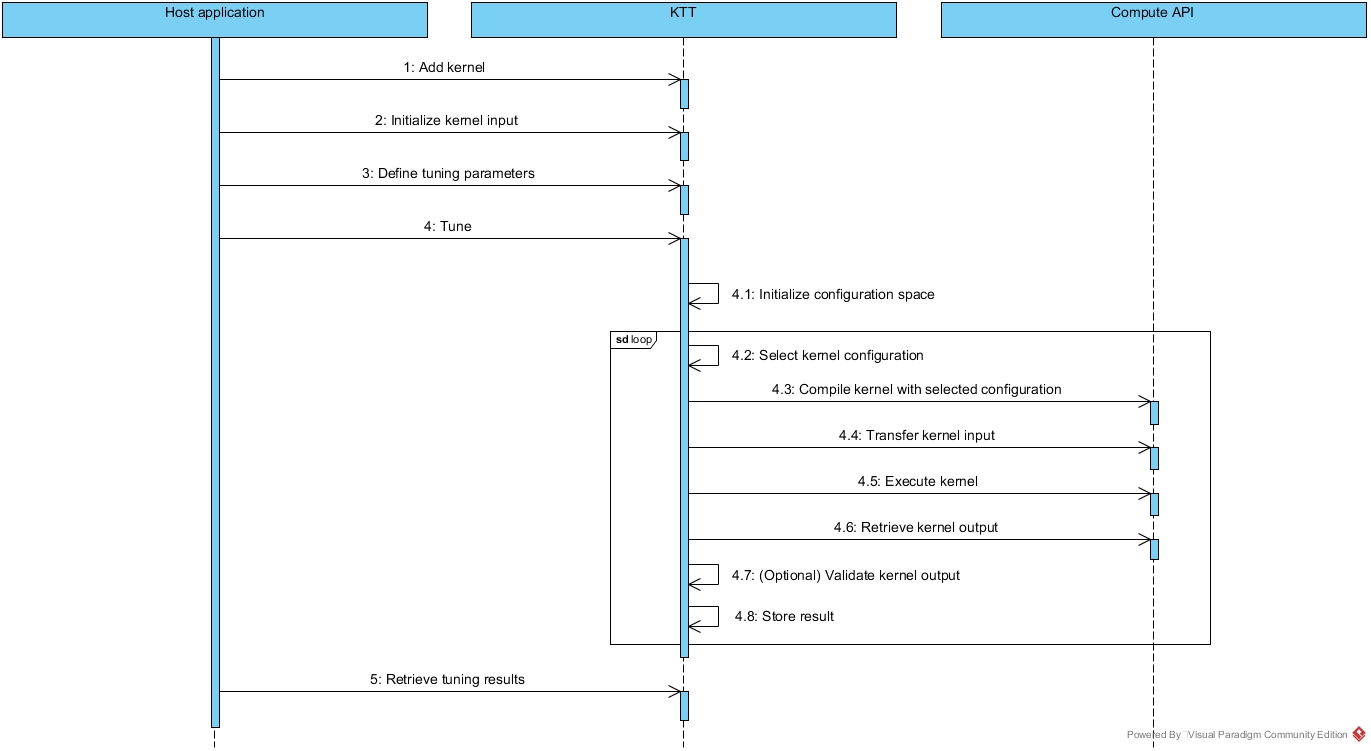 Host application
KTT
Compute API
1: Add kernel
2: Initialize kernel input
3: Define tuning parameters
4: Tune
4.1: Initialize configuration space
sd loop
4.2: Select kernel configuration
4.3: Compile kernel with selected configuration
4.4: Transfer kernel input
4.5: Execute kernel
4.6: Retrieve kernel output
4.7: (Optional) Validate kernel output
4.8: Store result
5: Retrieve tuning results
Powered By Visual Paradigm Community Edition